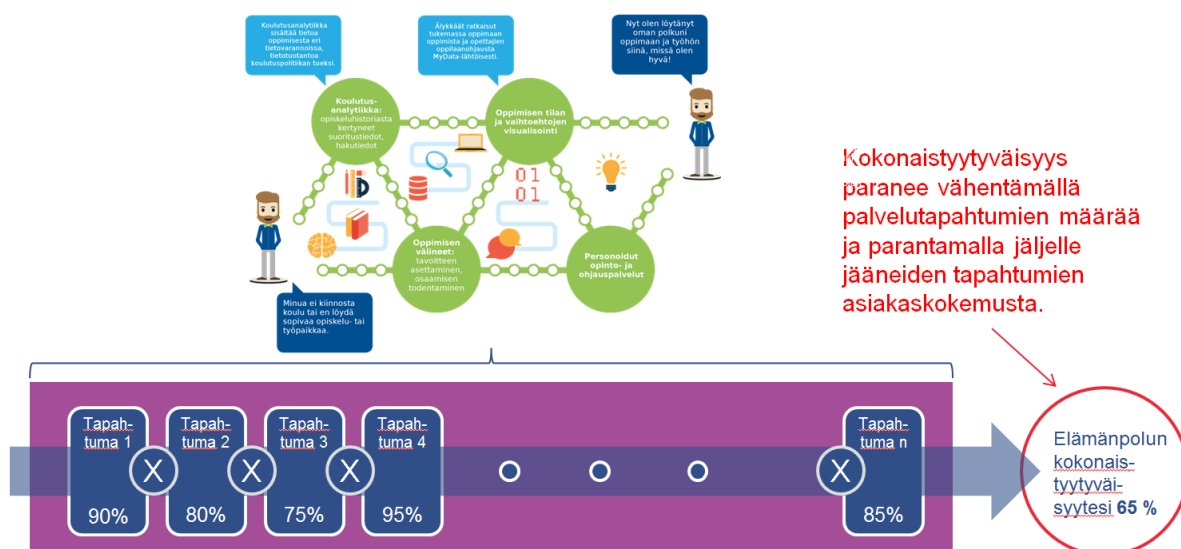 Koulutusanalytiikka
sisältää tietoa
oppimisesta eri
tietovarannoissa,
tietotuotantoa
koulutuspolitiikan tueksi.
Älykkäät ratkaisut
tukemassa oppimaan
oppimista ja opettajien
oppilaanohjausta
MyData-lähtöisesti.
Nyt olen löytänyt
oman polkuni
oppimaan ja työhön
siinä, missä olen
hyvä!
Koulutus-
analytiikka:
opiskeluhistoriasta
kertyneet
suoritustiedot,
hakutiedot
Oppimisen tilan
ja vaihtoehtojen
visualisointi
01
01
Oppimisen
välineet:
tavoitteen
asettaminen,
osaamisen
todentaminen
Personoidut
opinto- ja
ohjauspalvelut
Minua ei kiinnosta
koulu tai en löydä
sopivaa opiskelu- tai
työpaikkaa.
Kokonaistyytyväisyys
paranee vähentämällä
palvelutapahtumien määrää
ja parantamalla jäljelle
jääneiden tapahtumien
asiakaskokemusta.
Tapah-
tuma 1
90%
X
Tapah-
tuma 2
80%
X
Tapah-
tuma 3
75%
X
Tapah-
tuma 4
95%
X
Tapah-
tuma n
85%
Elämänpolun
kokonais-
tyytyväi-
syytesi 65 %